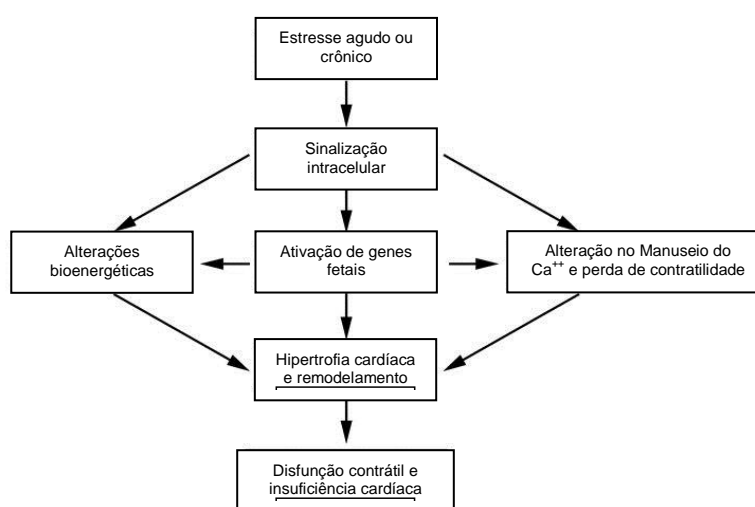 Estresse agudo ou
crônico
Sinalização
intracelular
Alterações
bioenergéticas
Ativação de genes
fetais
Alteração no Manuseio do
Ca⁺⁺ e perda de contratilidade
Hipertrofia cardíaca
e remodelamento
Disfunção contrátil e
insuficiência cardíaca